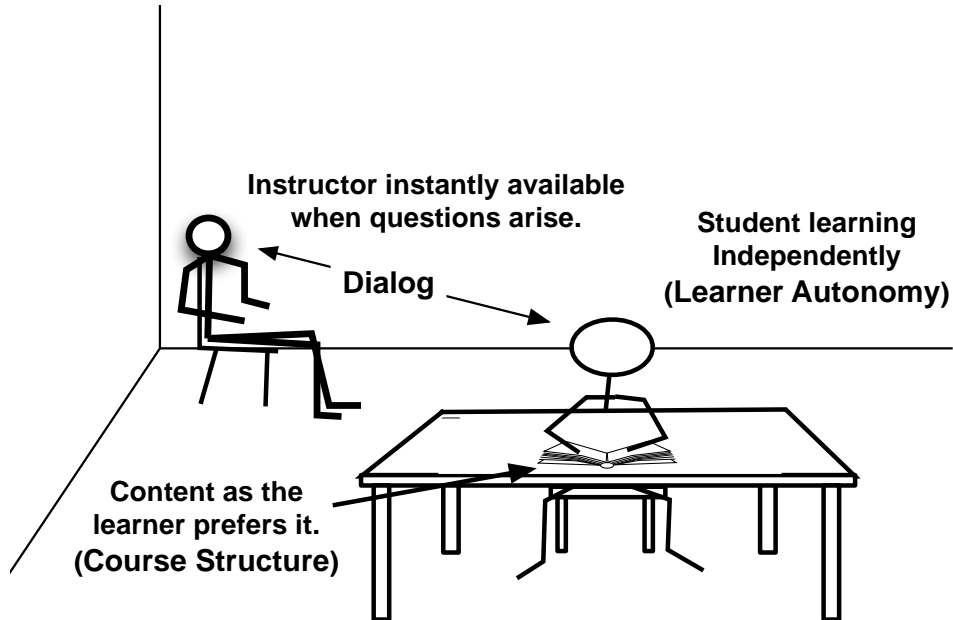 Instructor instantly available
when questions arise.
Dialog
Student learning
Independently
(Learner Autonomy)
Content as the
learner prefers it.
(Course Structure)